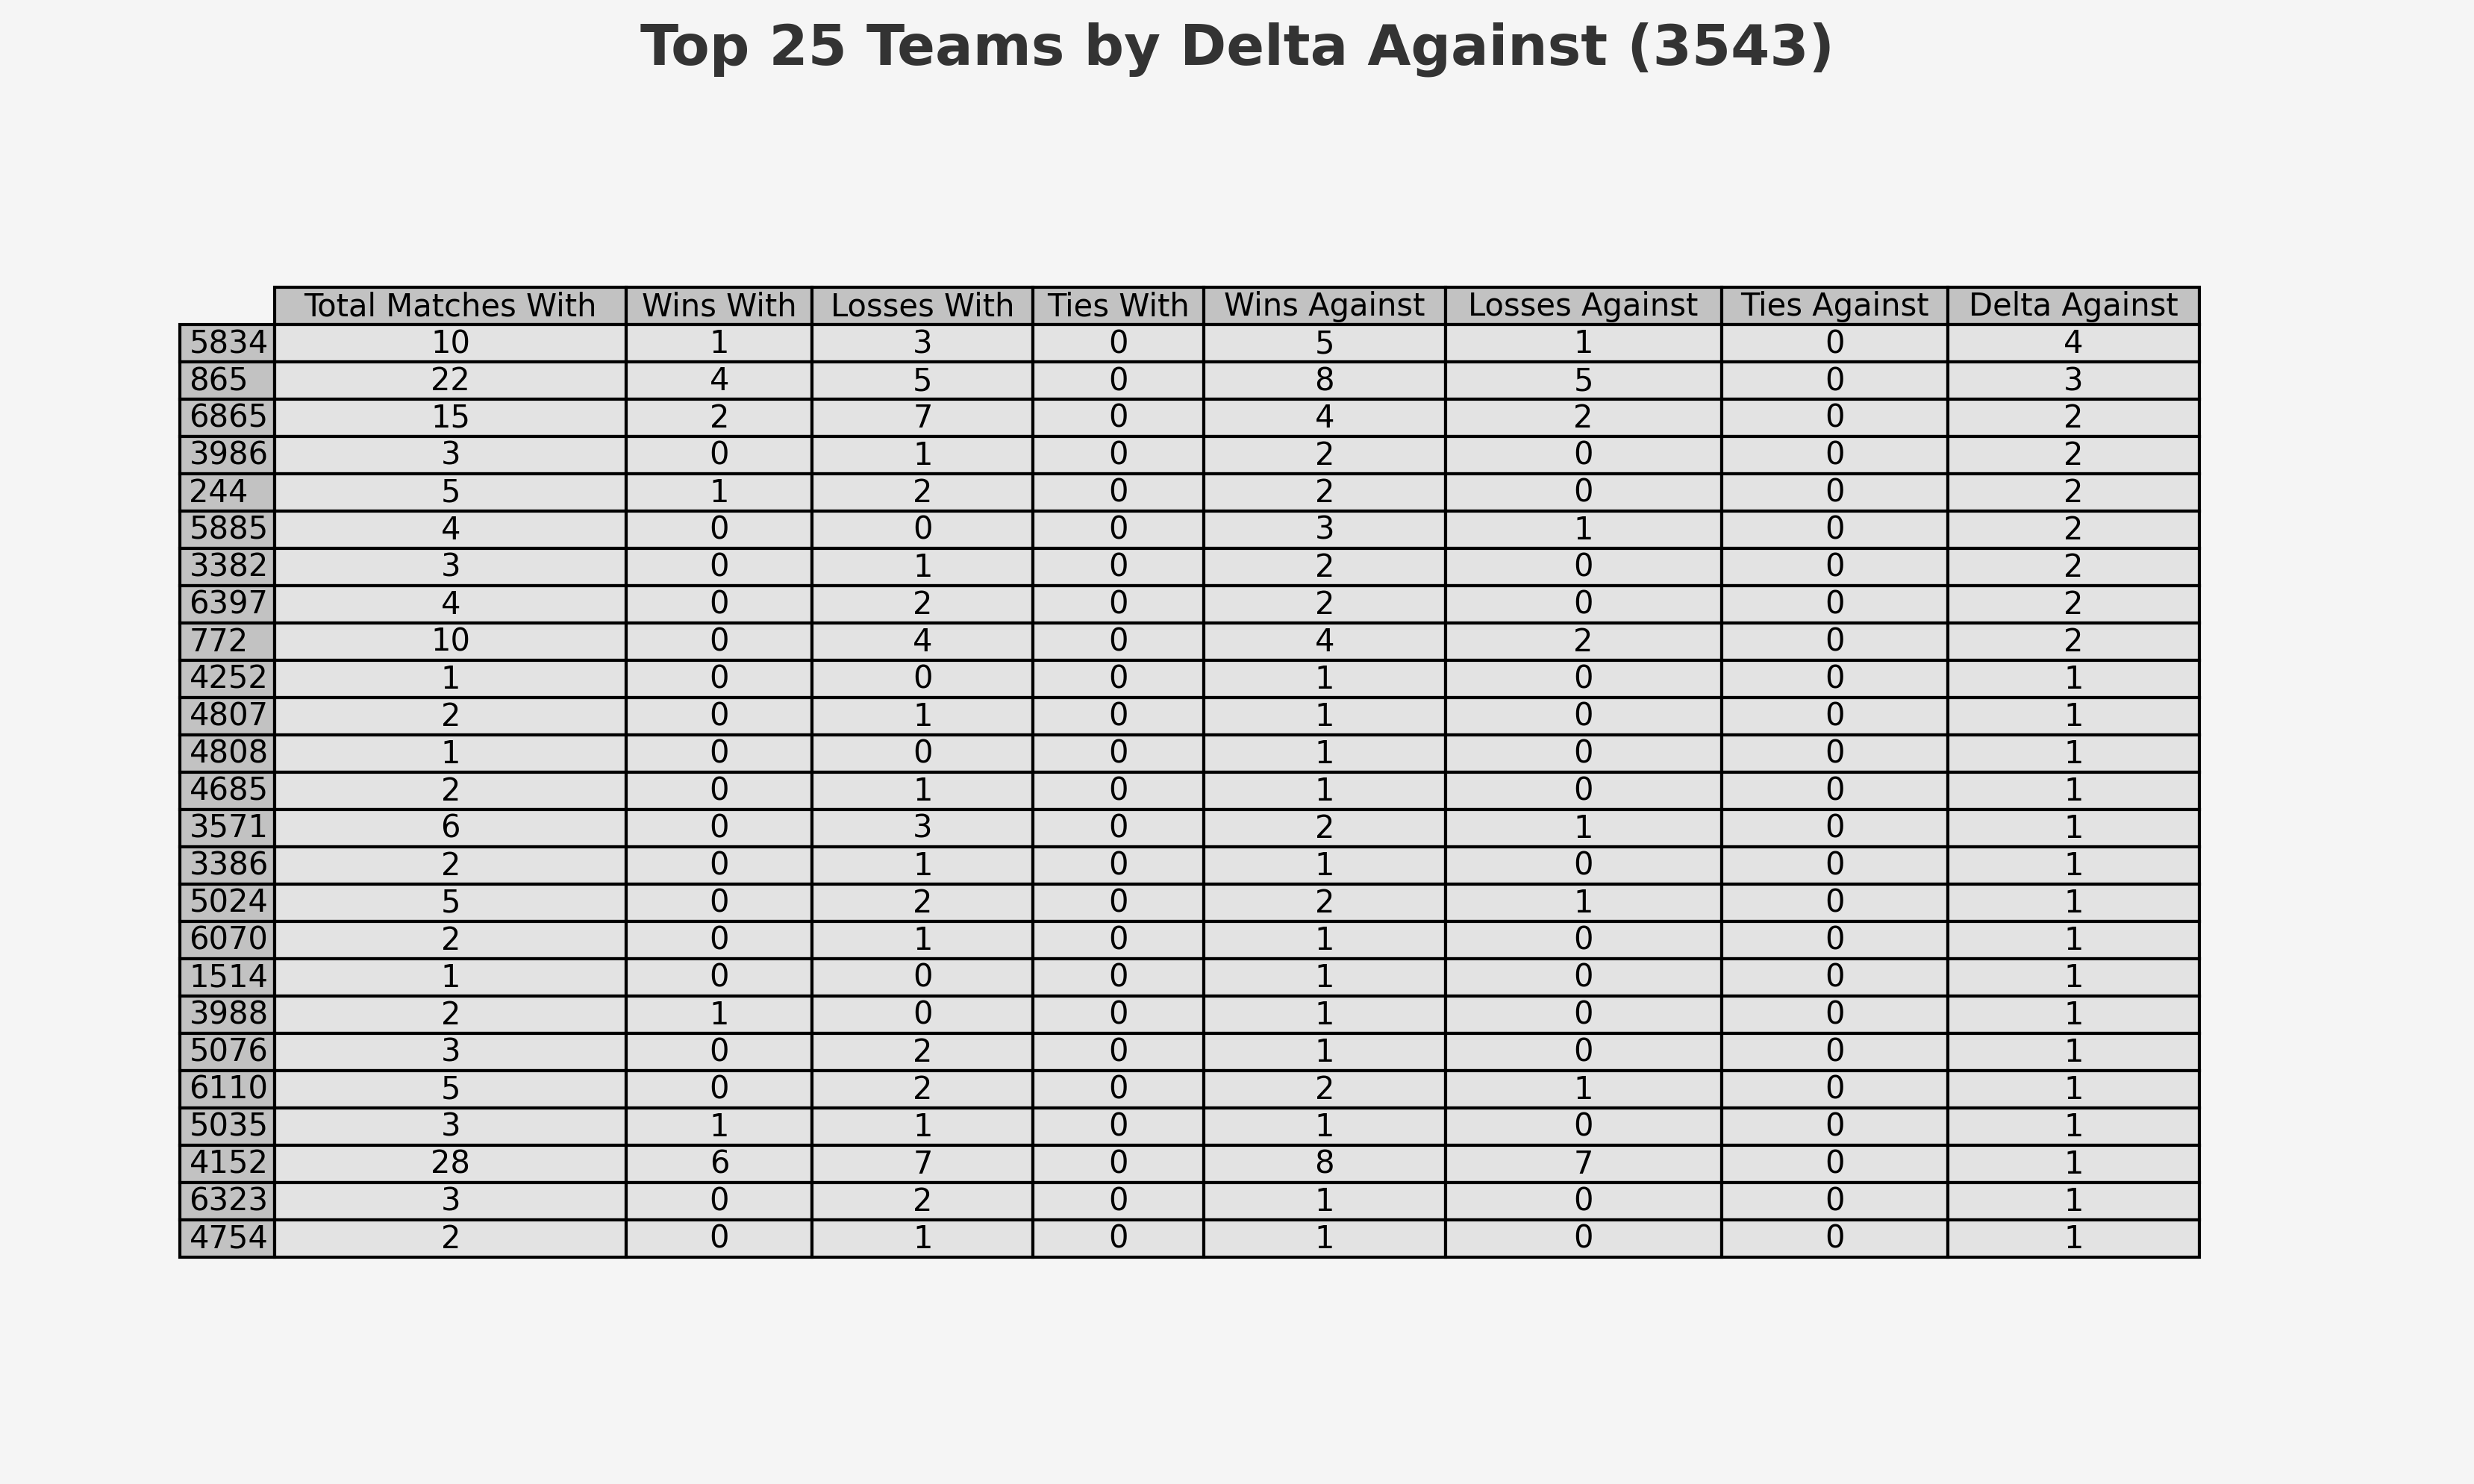 Top 25 Teams by Delta Against (3543)
Total Matches With Wins With Losses With Ties With Wins Against Losses Against Ties Against Delta Against
5834 10 1 3 0 5 1 0 4
865 22 4 5 0 8 5 0 3
6865 15 2 7 0 4 2 0 2
3986 3 0 1 0 2 0 0 2
244 5 1 2 0 2 0 0 2
5885 4 0 0 0 3 1 0 2
3382 3 0 1 0 2 0 0 2
6397 4 0 2 0 2 0 0 2
772 10 0 4 0 4 2 0 2
4252 1 0 0 0 1 0 0 1
4807 2 0 1 0 1 0 0 1
4808 1 0 0 0 1 0 0 1
4685 2 0 1 0 1 0 0 1
3571 6 0 3 0 2 1 0 1
3386 2 0 1 0 1 0 0 1
5024 5 0 2 0 2 1 0 1
6070 2 0 1 0 1 0 0 1
1514 1 0 0 0 1 0 0 1
3988 2 1 0 0 1 0 0 1
5076 3 0 2 0 1 0 0 1
6110 5 0 2 0 2 1 0 1
5035 3 1 1 0 1 0 0 1
4152 28 6 7 0 8 7 0 1
6323 3 0 2 0 1 0 0 1
4754 2 0 1 0 1 0 0 1